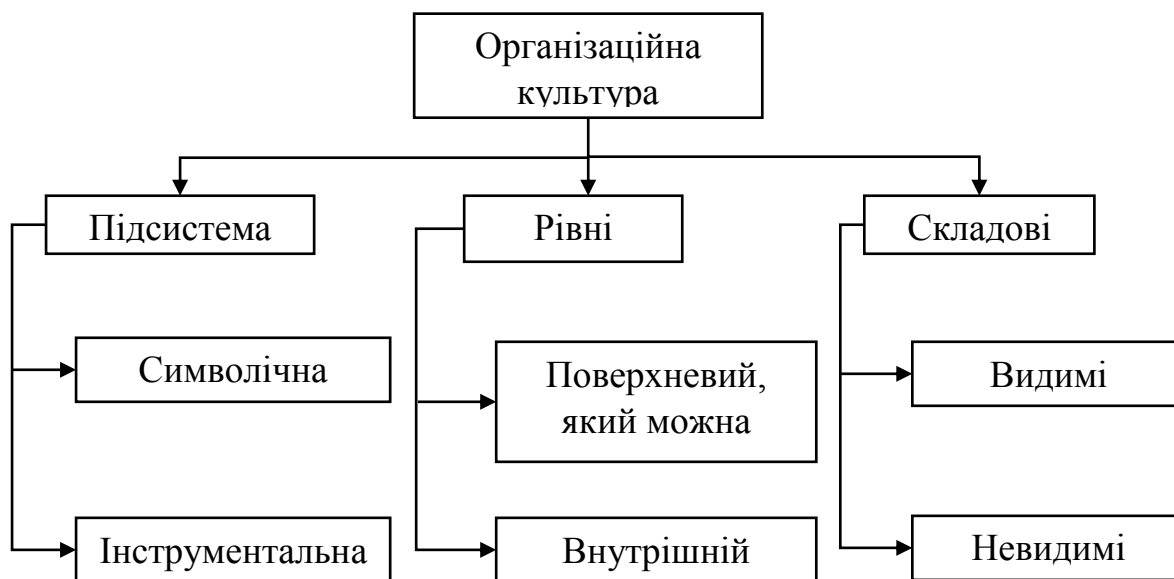 Організаційна
культура
Підсистема
Рівні
Складові
Символічна
Поверхневий,
який можна
Видимі
Інструментальна
Внутрішній
Невидимі